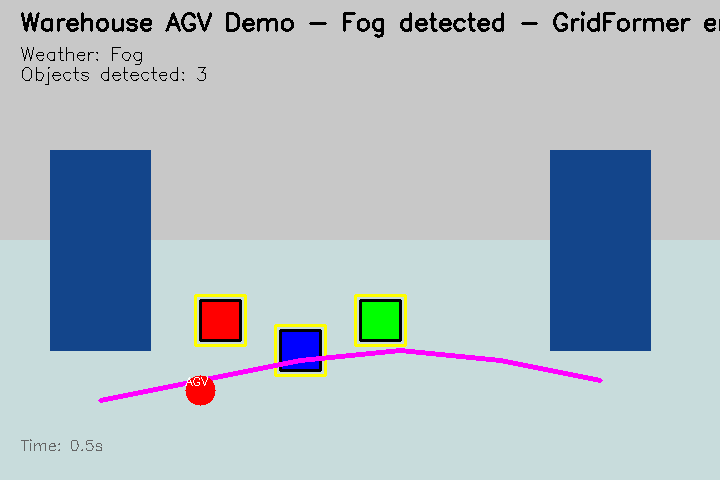 Warehouse AGV Demo - Fog detected - GridFormer
Weather: Fog
Objects detected: 3
AGV
Time: 0.5s